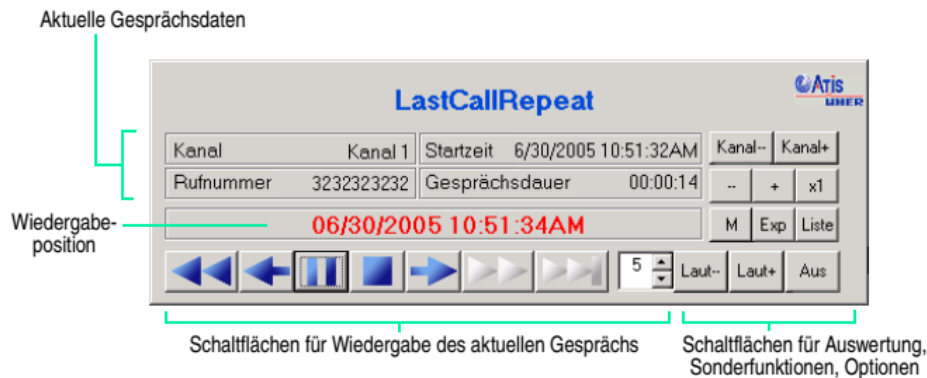 Aktuelle Gesprächsdaten
LastCallRepeat
Atis
UHER
Kanal Kanal 1 Startzeit 6/30/2005 10:51:32AM Kanal-- Kanal+
Rufnummer 3232323232 Gesprächsdauer 00:00:14 -- + x1
Wiedergabe-
position
06/30/2005 10:51:34AM M Exp Liste
5 Laut-- Laut+ Aus
Schaltflächen für Wiedergabe des aktuellen Gesprächs
Schaltflächen für Auswertung,
Sonderfunktionen, Optionen